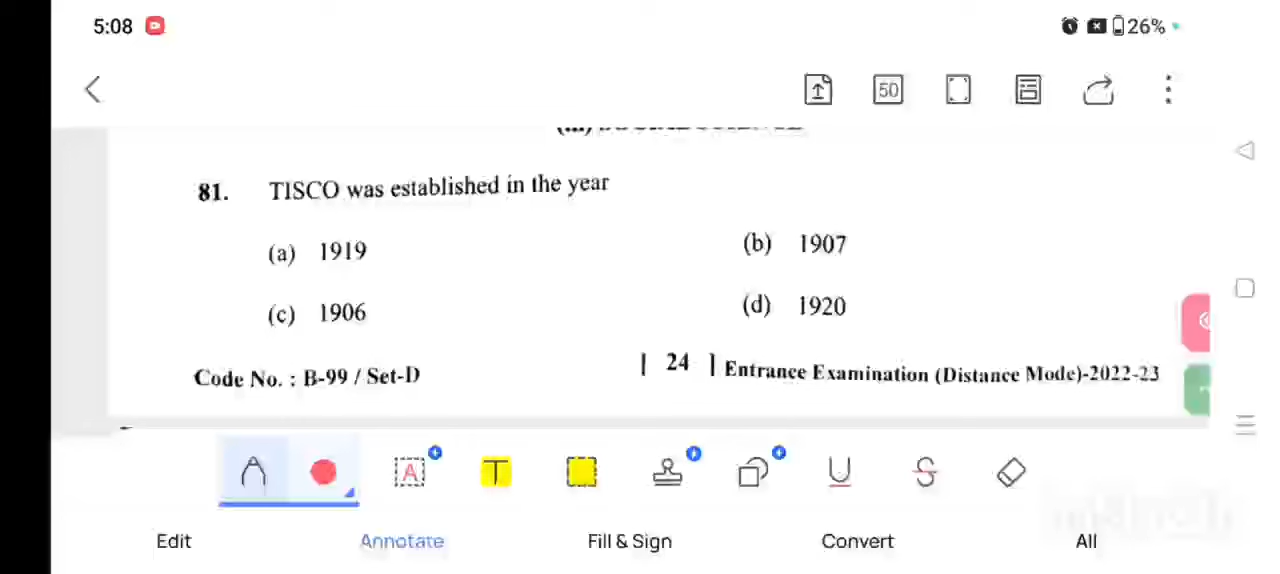 5:08 26%
50
81. TISCO was established in the year
(a) 1919 (b) 1907
(c) 1906 (d) 1920
Code No. : B-99 / Set-D [ 24 ] Entrance Examination (Distance Mode)-2022-23
A T U S
Edit Annotate Fill & Sign Convert All